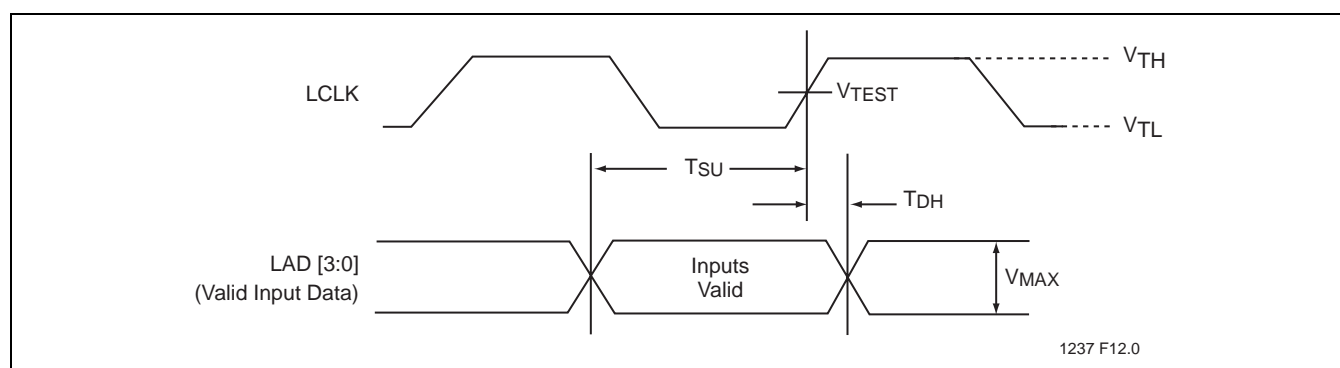 LCLK
VTEST
VTH
VTL
TSU
TDH
LAD [3:0]
(Valid Input Data)
Inputs
Valid
VMAX
1237 F12.0